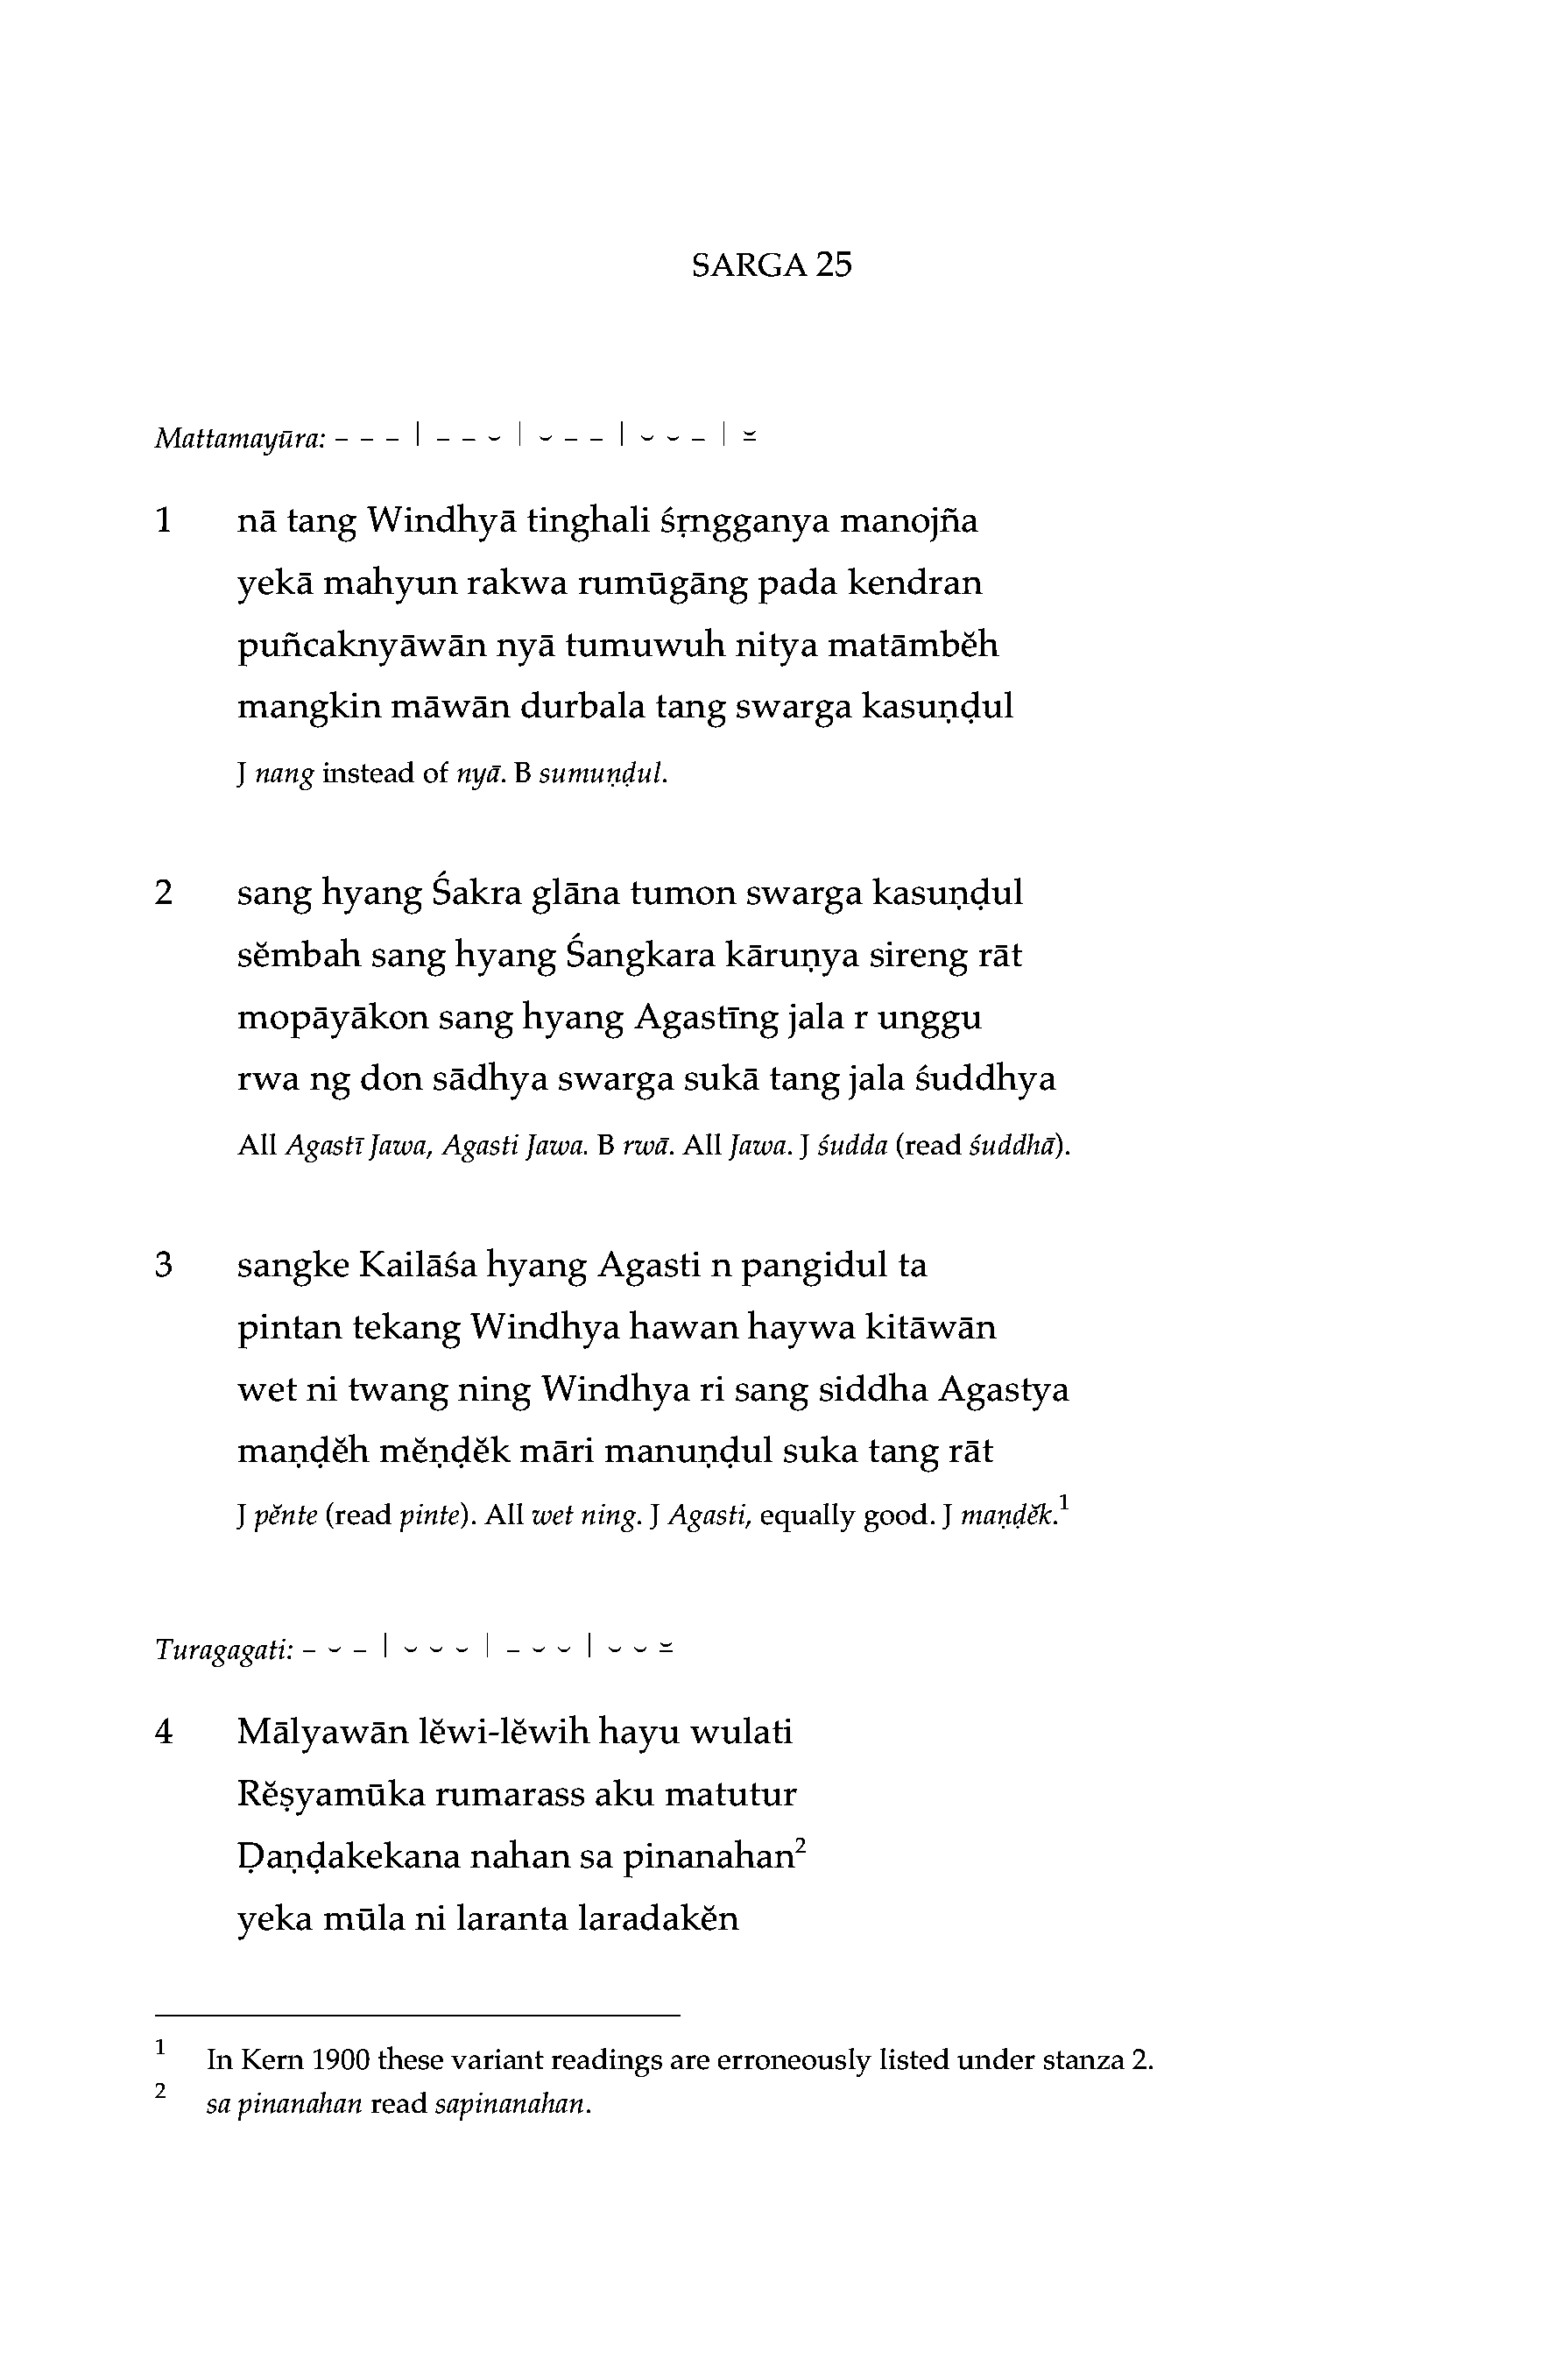 SARGA 25
Mattamayūra: – – – | – – ⏑ | ⏑ – – | ⏑ ⏑ – | ⏓
1 nā tang Windhyā tinghali śṛngganya manojña
yekā mahyun rakwa rumūgāng pada kendran
puñcaknyāwān nyā tumuwuh nitya matāmbĕh
mangkin māwān durbala tang swarga kasuṇḍul
J nang instead of nyā. B sumuṇḍul.
2 sang hyang Śakra glāna tumon swarga kasuṇḍul
sĕmbah sang hyang Śangkara kāruṇya sireng rāt
mopāyākon sang hyang Agastīng jala r unggu
rwa ng don sādhya swarga sukā tang jala śuddhya
All Agastī Jawa, Agasti Jawa. B rwā. All Jawa. J śudda (read śuddhā).
3 sangke Kailāśa hyang Agasti n pangidul ta
pintan tekang Windhya hawan haywa kitāwān
wet ni twang ning Windhya ri sang siddha Agastya
maṇḍĕh mĕṇḍĕk māri manuṇḍul suka tang rāt
J pĕnte (read pinte). All wet ning. J Agasti, equally good. J maṇḍĕk.¹
Turagagati: – ⏑ – | ⏑ ⏑ ⏑ | – ⏑ ⏑ | ⏑ ⏑ ⏓
4 Mālyawān lĕwi-lĕwih hayu wulati
Rĕṣyamūka rumarass aku matutur
Ḍaṇḍakekana nahan sa pinanahan²
yeka mūla ni laranta laradakĕn
1 In Kern 1900 these variant readings are erroneously listed under stanza 2.
2 sa pinanahan read sapinanahan.